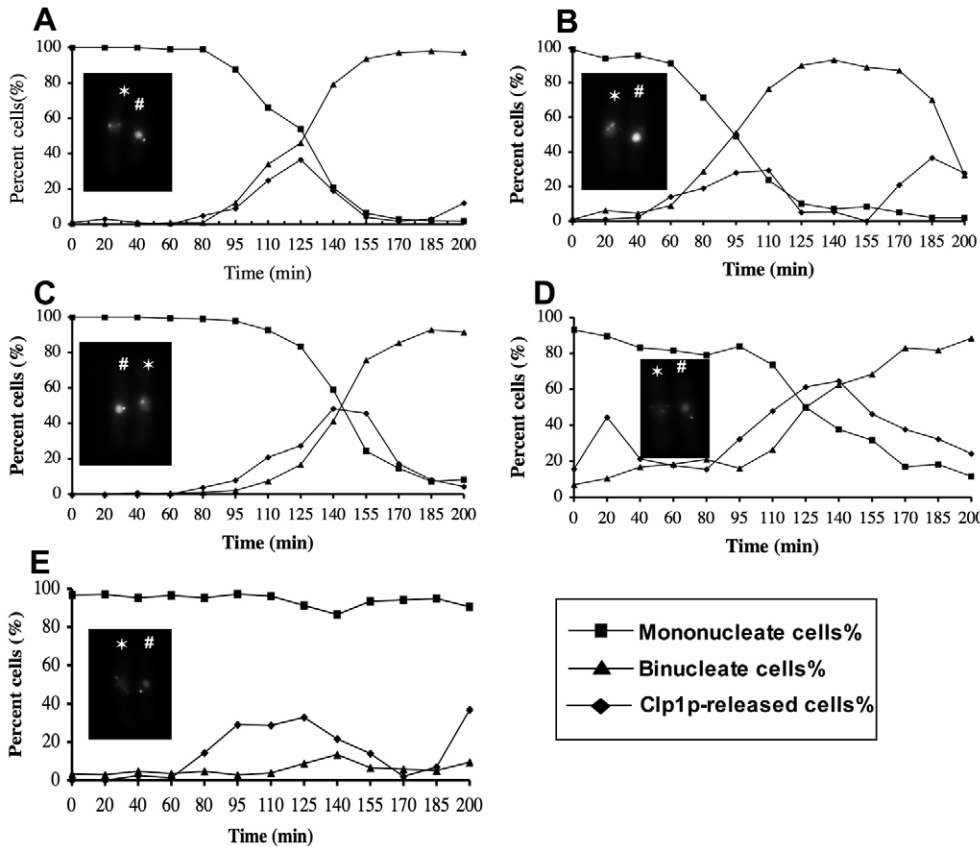 A
Percent cells(%)
100
80
60
40
20
0
* #
0 20 40 60 80 95 110 125 140 155 170 185 200
Time (min)
B
Percent cells (%)
100
80
60
40
20
0
* #
0 20 40 60 80 95 110 125 140 155 170 185 200
Time (min)
C
Percent cells (%)
100
80
60
40
20
0
# *
0 20 40 60 80 95 110 125 140 155 170 185 200
Time (min)
D
Percent cells (%)
100
80
60
40
20
0
* #
0 20 40 60 80 95 110 125 140 155 170 185 200
Time (min)
E
Percent cells (%)
100
80
60
40
20
0
* #
0 20 40 60 80 95 110 125 140 155 170 185 200
Time (min)
Mononucleate cells%
Binucleate cells%
Clp1p-released cells%